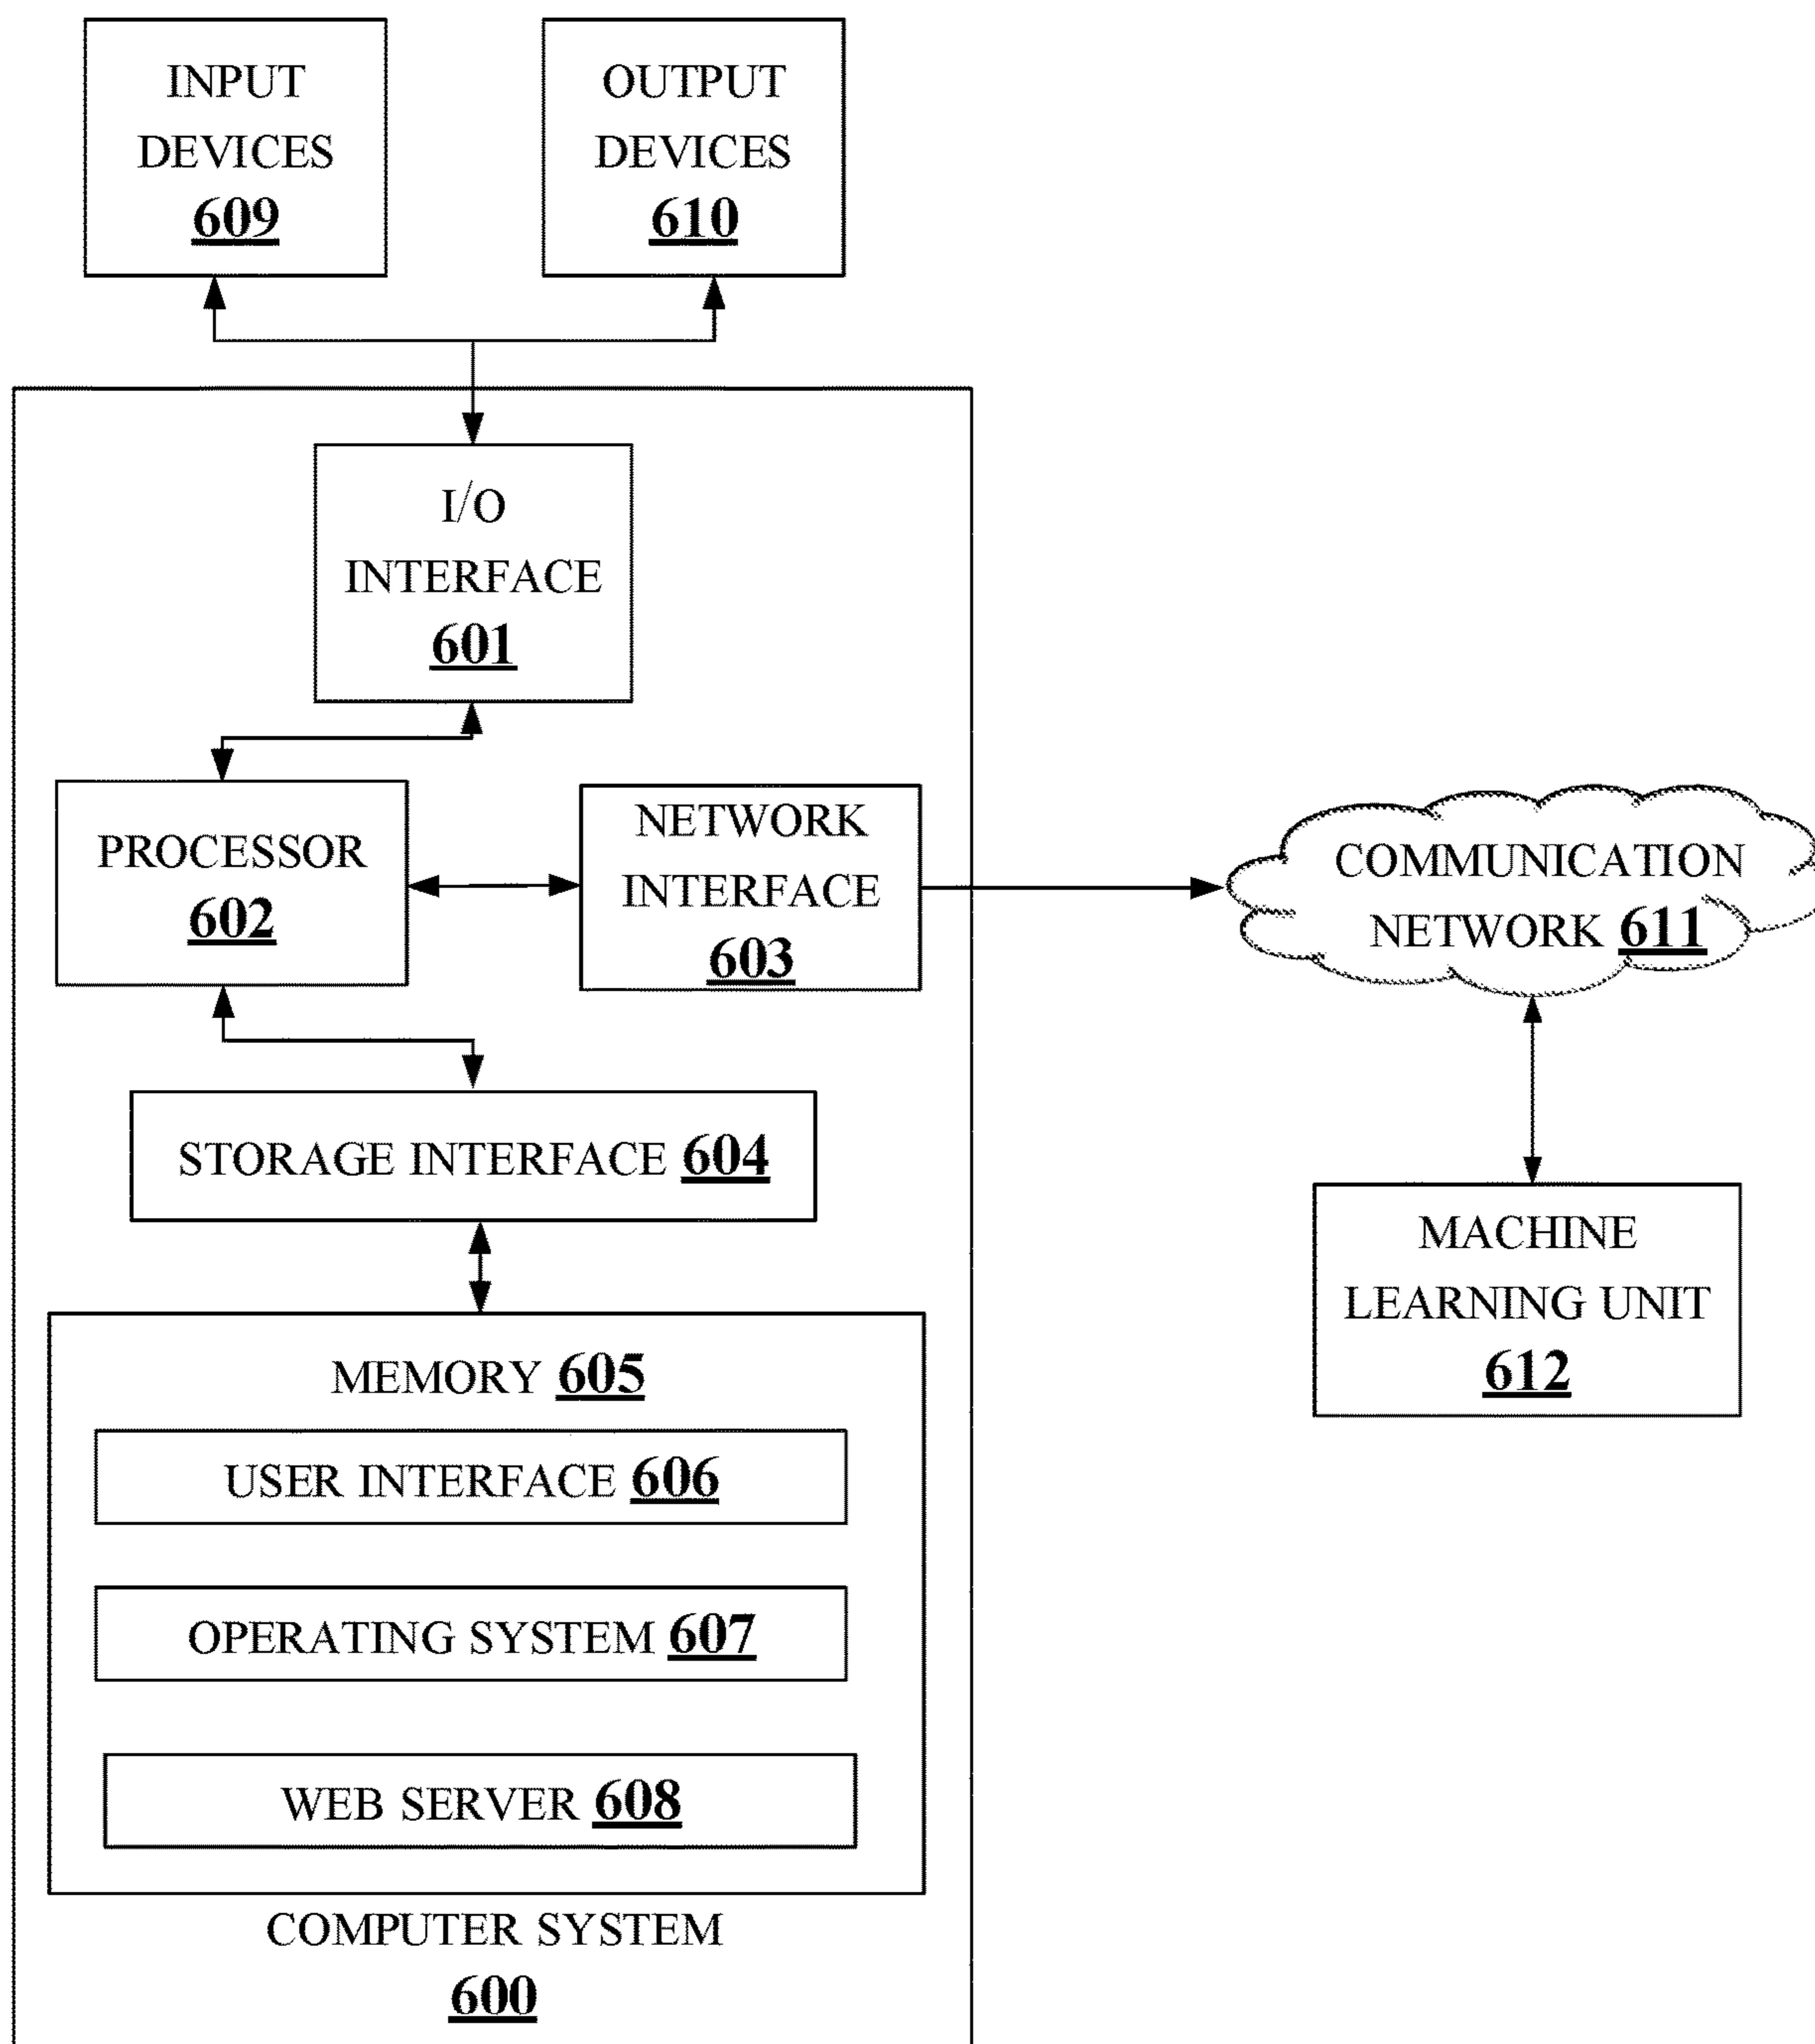 INPUT
DEVICES
609
OUTPUT
DEVICES
610
I/O
INTERFACE
601
PROCESSOR
602
NETWORK
INTERFACE
603
COMMUNICATION
NETWORK 611
STORAGE INTERFACE 604
MACHINE
LEARNING UNIT
612
MEMORY 605
USER INTERFACE 606
OPERATING SYSTEM 607
WEB SERVER 608
COMPUTER SYSTEM
600